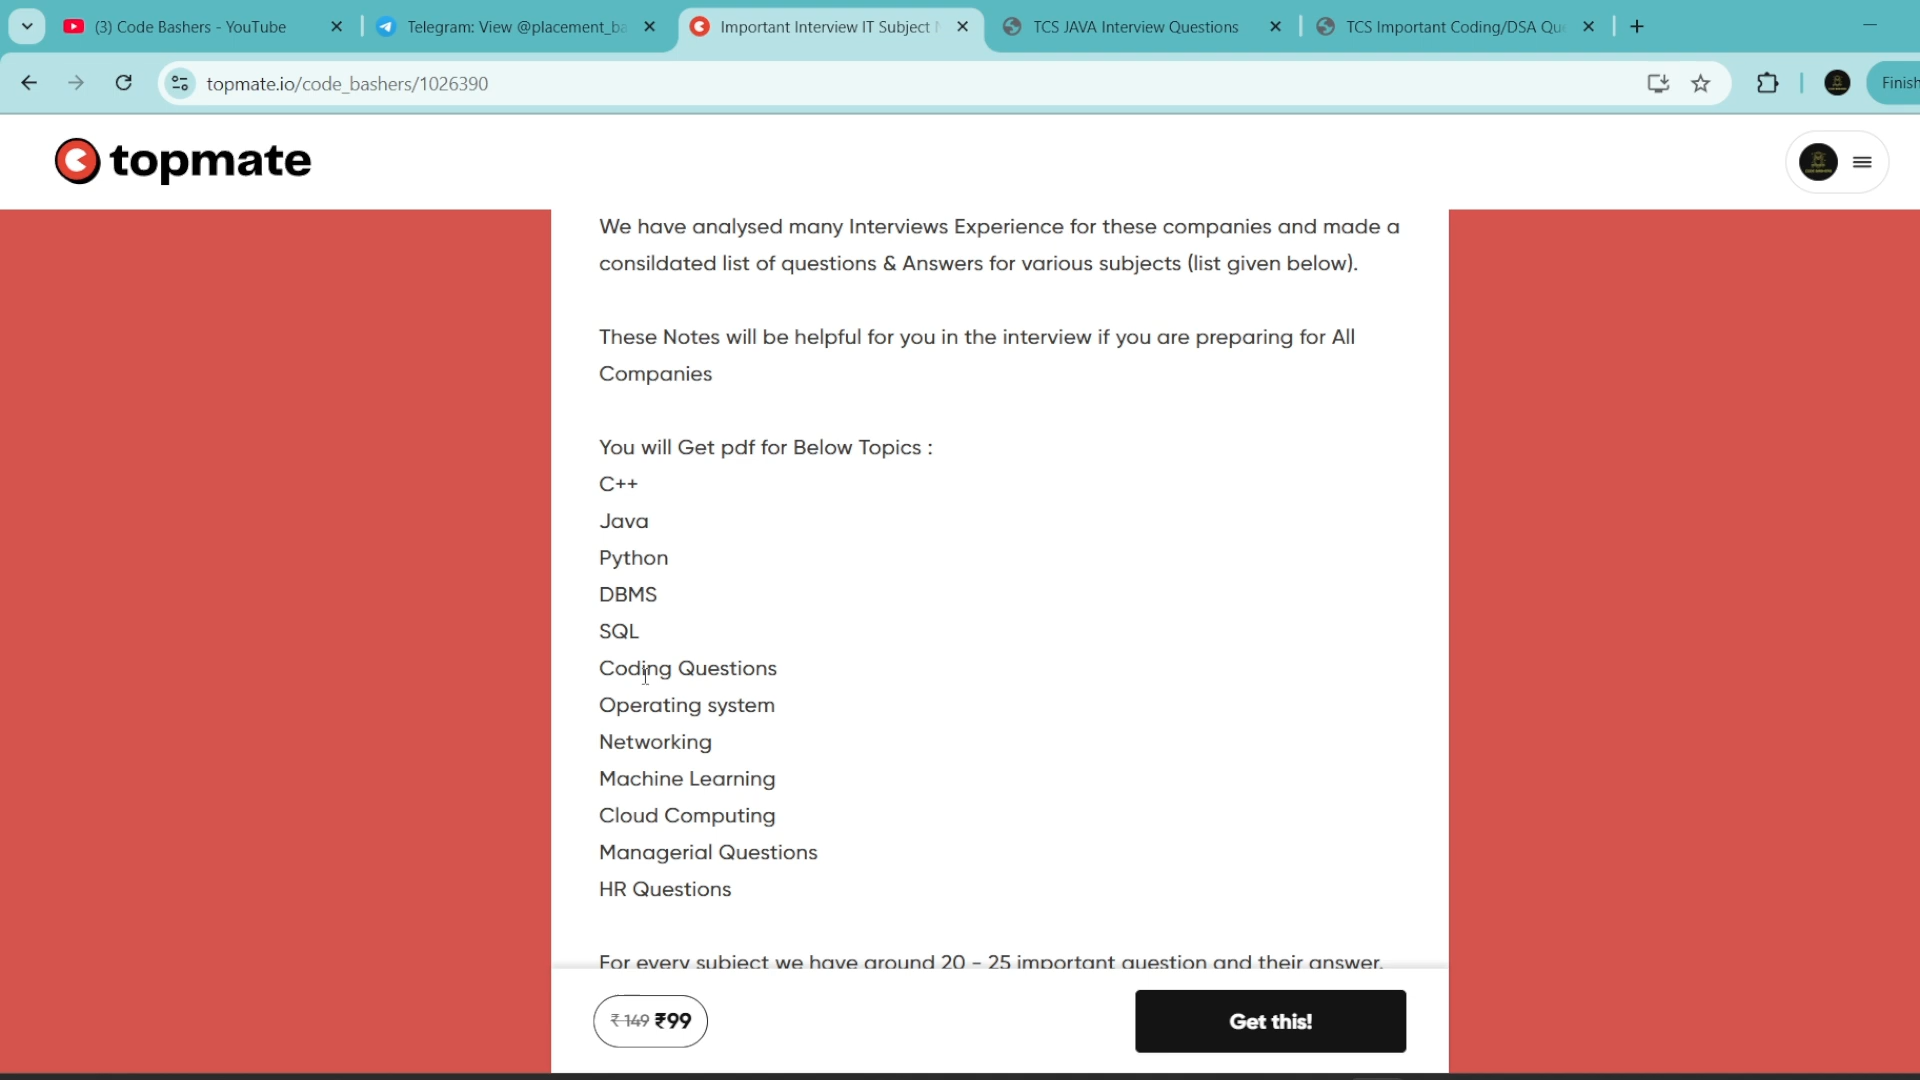 (3) Code Bashers - YouTube
Telegram: View @placement_ba
Important Interview IT Subject
TCS JAVA Interview Questions
TCS Important Coding/DSA Que
topmate.io/code_bashers/1026390
Finish
topmate
We have analysed many Interviews Experience for these companies and made a
consildated list of questions & Answers for various subjects (list given below).
These Notes will be helpful for you in the interview if you are preparing for All
Companies
You will Get pdf for Below Topics :
C++
Java
Python
DBMS
SQL
Coding Questions
Operating system
Networking
Machine Learning
Cloud Computing
Managerial Questions
HR Questions
For every subject we have around 20 - 25 important question and their answer.
₹ 149 ₹99
Get this!